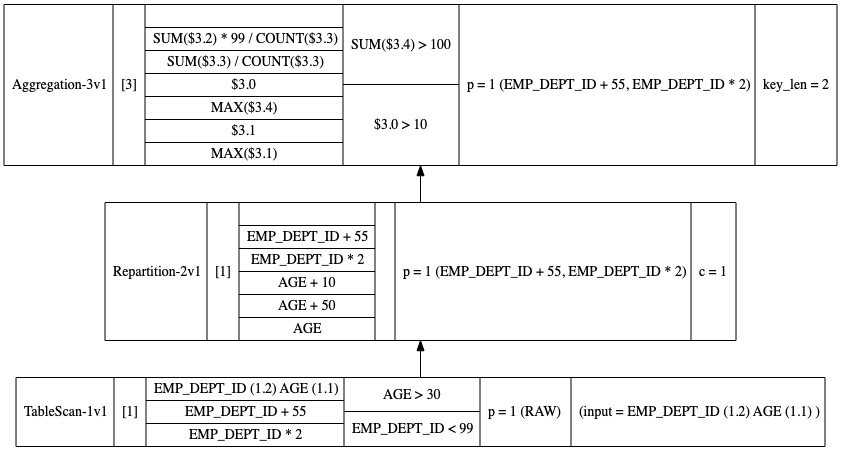 Aggregation-3v1
[3]
SUM($3.2) * 99 / COUNT($3.3)
SUM($3.3) / COUNT($3.3)
$3.0
MAX($3.4)
$3.1
MAX($3.1)
SUM($3.4) > 100
$3.0 > 10
p = 1 (EMP_DEPT_ID + 55, EMP_DEPT_ID * 2)
key_len = 2
Repartition-2v1
[1]
EMP_DEPT_ID + 55
EMP_DEPT_ID * 2
AGE + 10
AGE + 50
AGE
p = 1 (EMP_DEPT_ID + 55, EMP_DEPT_ID * 2)
c = 1
TableScan-1v1
[1]
EMP_DEPT_ID (1.2) AGE (1.1)
EMP_DEPT_ID + 55
EMP_DEPT_ID * 2
AGE > 30
EMP_DEPT_ID < 99
p = 1 (RAW)
(input = EMP_DEPT_ID (1.2) AGE (1.1) )